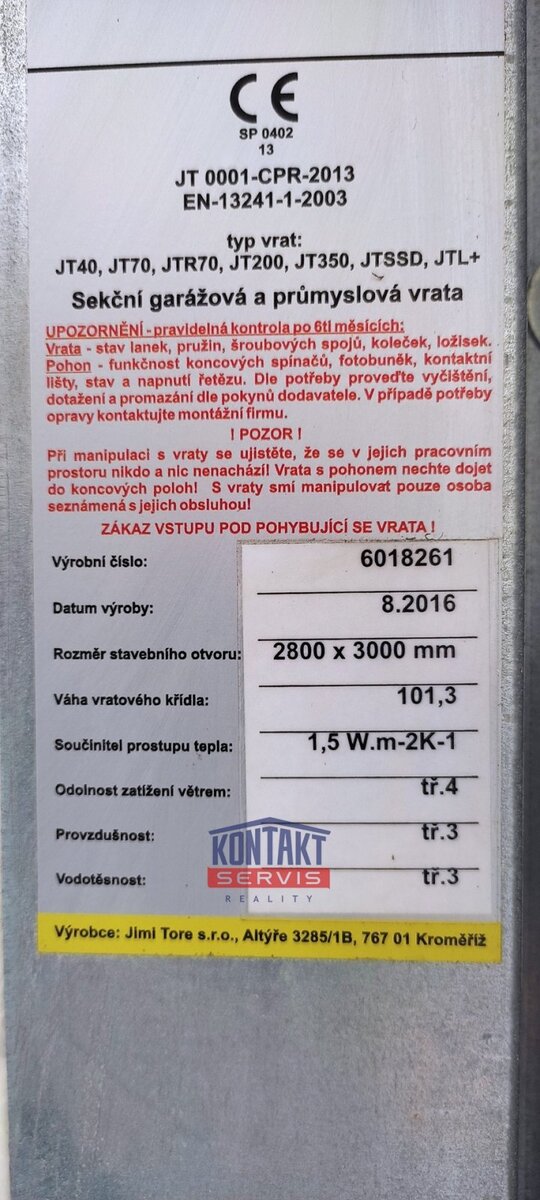 CE
SP 0402
13
JT 0001-CPR-2013
EN-13241-1-2003
typ vrat:
JT40, JT70, JTR70, JT200, JT350, JTSSD, JTL+
Sekční garážová a průmyslová vrata
UPOZORNĚNÍ - pravidelná kontrola po 6tl měsících:
Vrata - stav lanek, pružin, šroubových spojů, koleček, ložisek.
Pohon - funkčnost koncových spínačů, fotobuněk, kontaktní
lišty, stav a napnutí řetězu. Dle potřeby proveďte vyčištění,
dotažení a promazání dle pokynů dodavatele. V případě potřeby
opravy kontaktujte montážní firmu.
! POZOR !
Při manipulaci s vraty se ujistěte, že se v jejich pracovním
prostoru nikdo a nic nenachází! Vrata s pohonem nechte dojet
do koncových poloh! S vraty smí manipulovat pouze osoba
seznámená s jejich obsluhou!
ZÁKAZ VSTUPU POD POHYBUJÍCÍ SE VRATA !
Výrobní číslo: 6018261
Datum výroby: 8.2016
Rozměr stavebního otvoru: 2800 x 3000 mm
Váha vratového křídla: 101,3
Součinitel prostupu tepla: 1,5 W.m-2K-1
Odolnost zatížení větrem: tř.4
Provzdušnost: tř.3
Vodotěsnost: tř.3
KONTAKT
SERVIS
REALITY
Výrobce: Jimi Tore s.r.o., Altýře 3285/1B, 767 01 Kroměříž